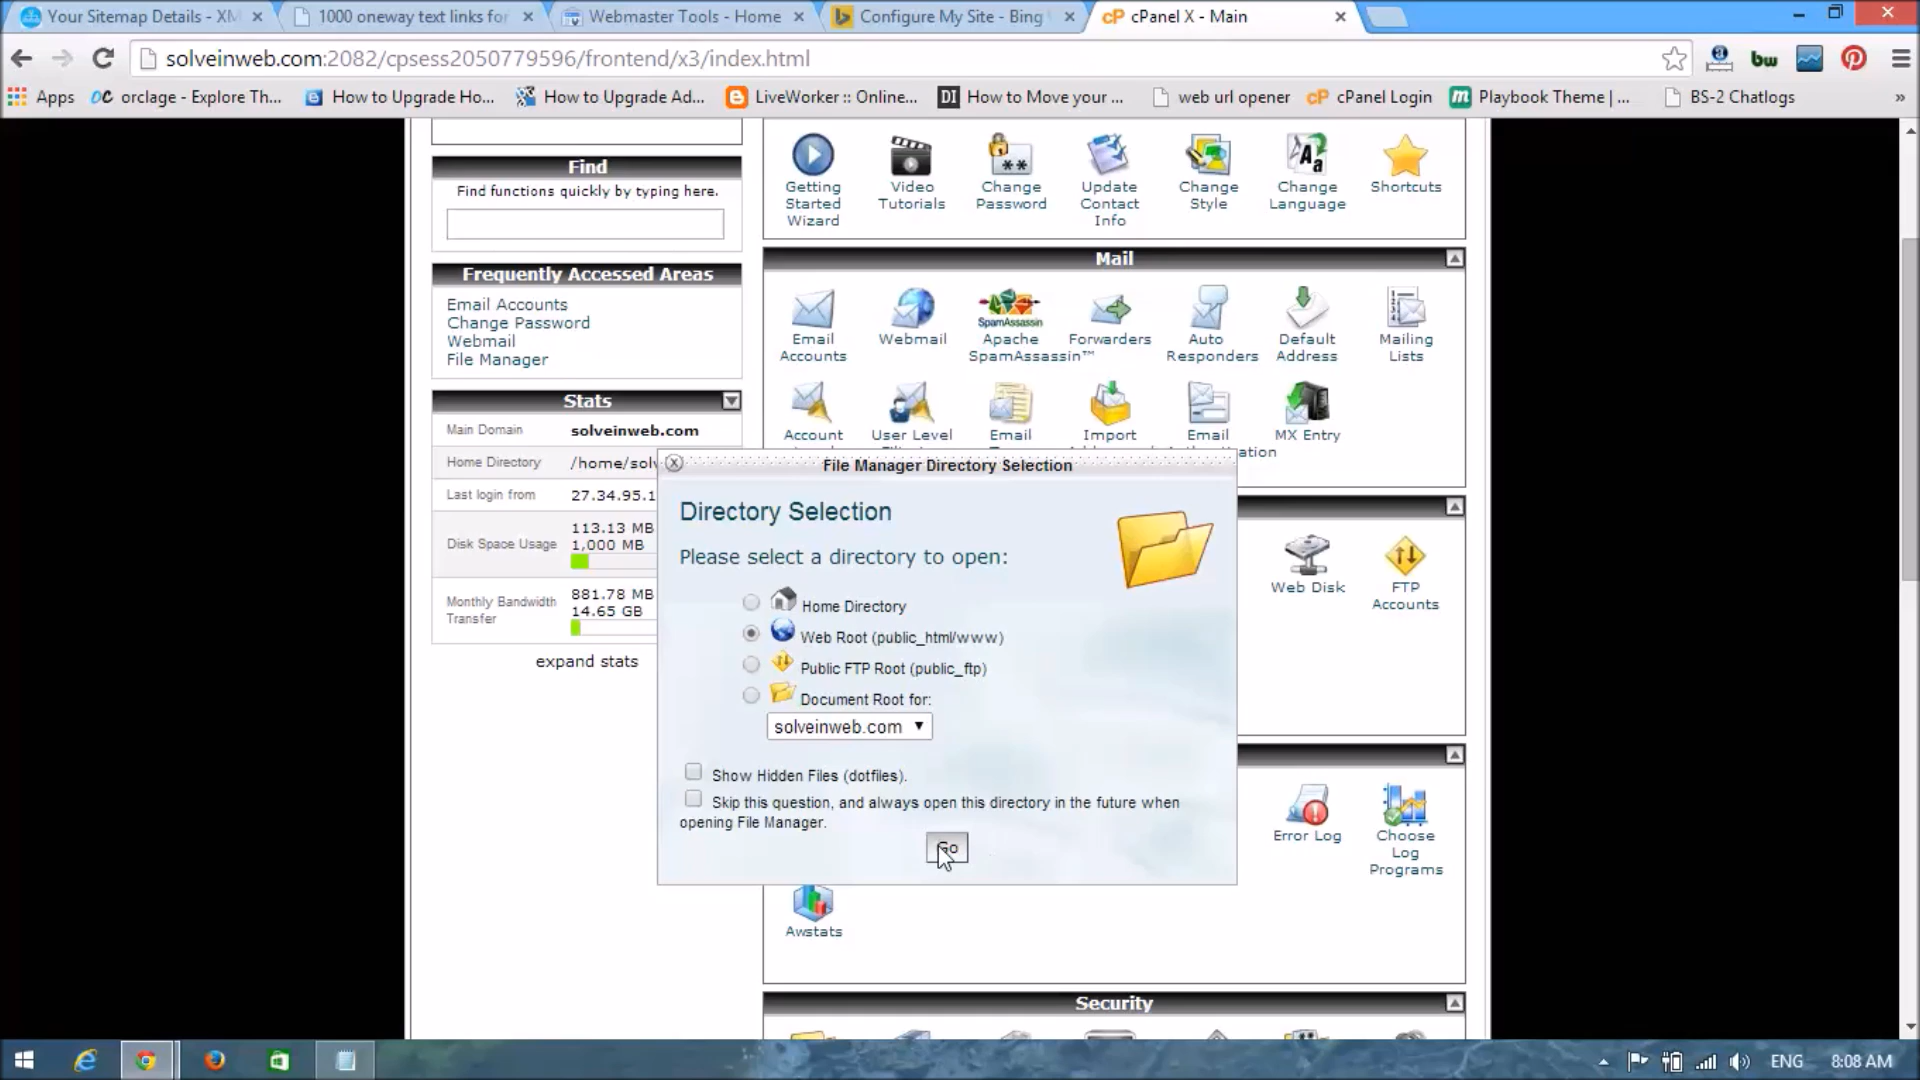 Your Sitemap Details - XM
1000 oneway text links for
Webmaster Tools - Home
Configure My Site - Bing
cP cPanel X - Main
solveinweb.com:2082/cpsess2050779596/frontend/x3/index.html
bw
Apps
OC orclage - Explore Th...
How to Upgrade Ho...
How to Upgrade Ad...
LiveWorker :: Online...
DI How to Move your ...
web url opener
cP cPanel Login
m Playbook Theme | ...
BS-2 Chatlogs
»
Find
Find functions quickly by typing here.
Frequently Accessed Areas
Email Accounts
Change Password
Webmail
File Manager
Stats
Main Domain solveinweb.com
Home Directory /home/solv
Last login from 27.34.95.1
Disk Space Usage
113.13 MB
1,000 MB
Monthly Bandwidth
Transfer
881.78 MB
14.65 GB
expand stats
Getting
Started
Wizard
Video
Tutorials
Change
Password
Update
Contact
Info
Change
Style
Change
Language
Shortcuts
Mail
Email
Accounts
Webmail
SpamAssassin
Apache
SpamAssassin™
Forwarders
Auto
Responders
Default
Address
Mailing
Lists
Account
User Level
Email
Import
Email
MX Entry
File Manager Directory Selection
Directory Selection
Please select a directory to open:
Home Directory
Web Root (public_html/www)
Public FTP Root (public_ftp)
Document Root for:
solveinweb.com
Show Hidden Files (dotfiles).
Skip this question, and always open this directory in the future when
opening File Manager.
Go
Web Disk
FTP
Accounts
Error Log
Choose
Log
Programs
Awstats
Security
ENG
8:08 AM